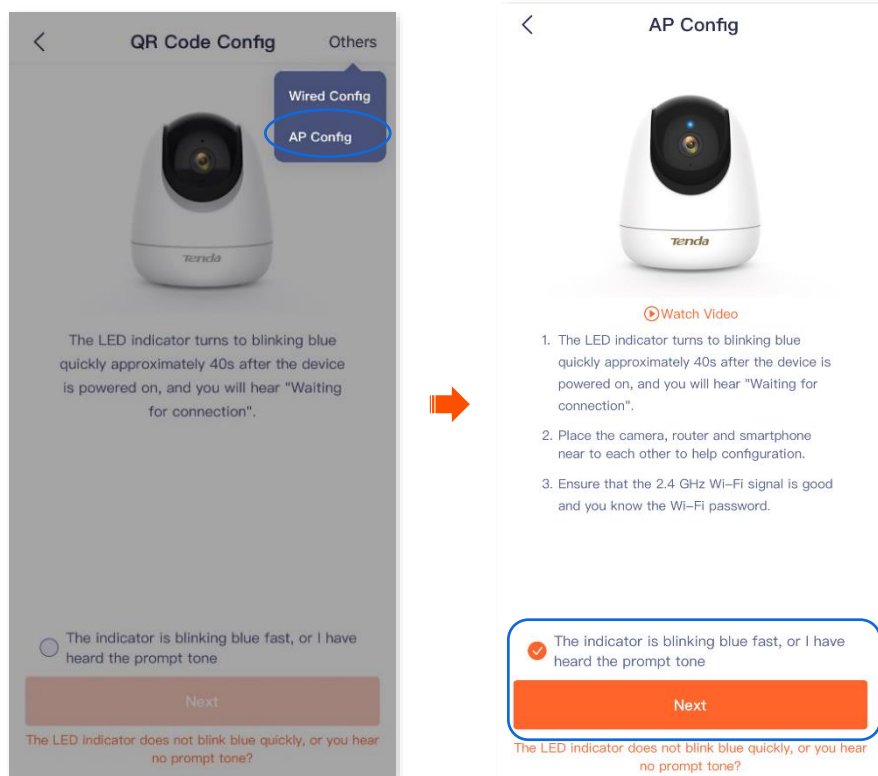 QR Code Config
Others
Wired Config
AP Config
Tenda
The LED indicator turns to blinking blue
quickly approximately 40s after the device
is powered on, and you will hear "Waiting
for connection".
The indicator is blinking blue fast, or I have
heard the prompt tone
Next
The LED indicator does not blink blue quickly, or you hear
no prompt tone?
AP Config
Tenda
Watch Video
1. The LED indicator turns to blinking blue
quickly approximately 40s after the device is
powered on, and you will hear "Waiting for
connection".
2. Place the camera, router and smartphone
near to each other to help configuration.
3. Ensure that the 2.4 GHz Wi-Fi signal is good
and you know the Wi-Fi password.
The indicator is blinking blue fast, or I have
heard the prompt tone
Next
The LED indicator does not blink blue quickly, or you hear
no prompt tone?